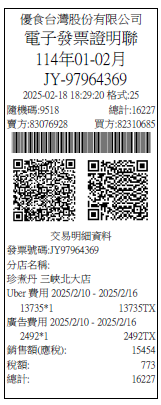 優食台灣股份有限公司
電子發票證明聯
114年01-02月
JY-97964369
2025-02-18 18:29:20 格式:25
隨機碼:9518 總計:16227
賣方:83076928 買方:82310685
交易明細資料
發票號碼:JY97964369
分店名稱:
珍煮丹 三峽北大店
Uber 費用 2025/2/10 - 2025/2/16
13735*1 13735TX
廣告費用 2025/2/10 - 2025/2/16
2492*1 2492TX
銷售額(應稅): 15454
稅額: 773
總計: 16227